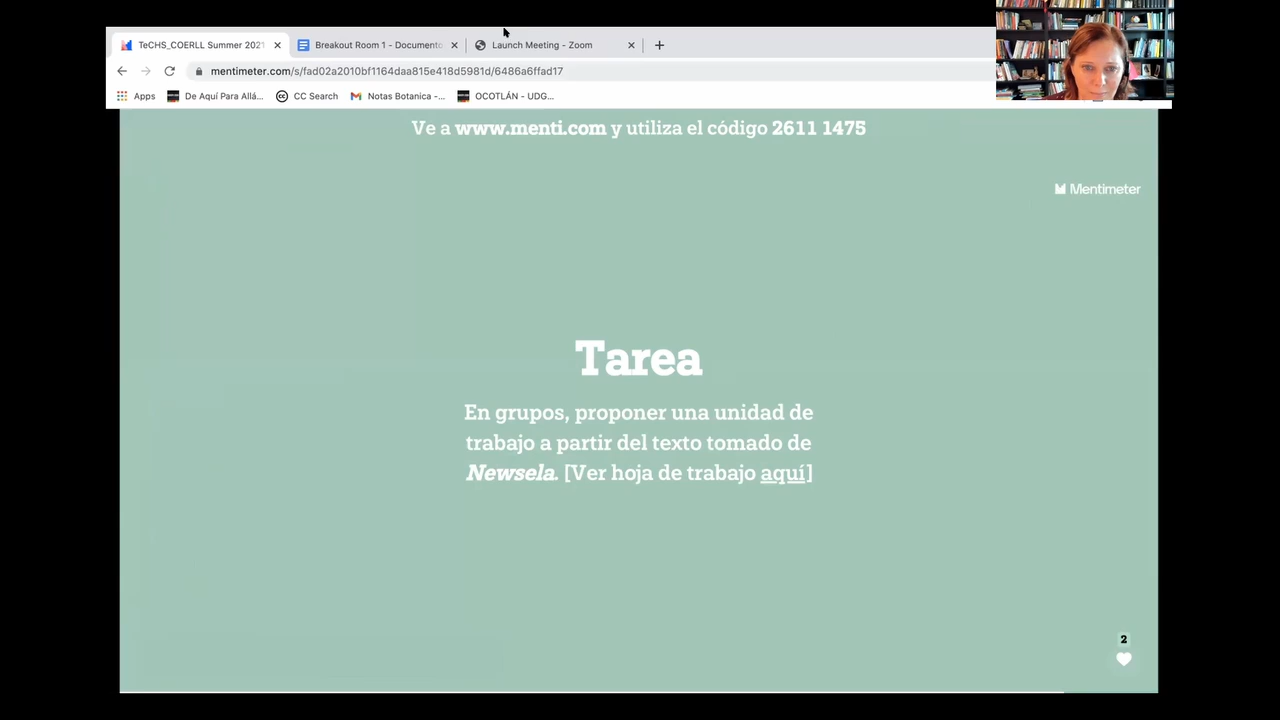 TeCHS_COERLL Summer 2021
Breakout Room 1 - Documento
Launch Meeting - Zoom
mentimeter.com/s/fad02a2010bf1164daa815e418d5981d/6486a6ffad17
Apps
De Aquí Para Allá...
CC Search
Notas Botanica -...
OCOTLÁN - UDG...
Ve a www.menti.com y utiliza el código 2611 1475
Mentimeter
Tarea
En grupos, proponer una unidad de
trabajo a partir del texto tomado de
Newsela. [Ver hoja de trabajo aquí]
2